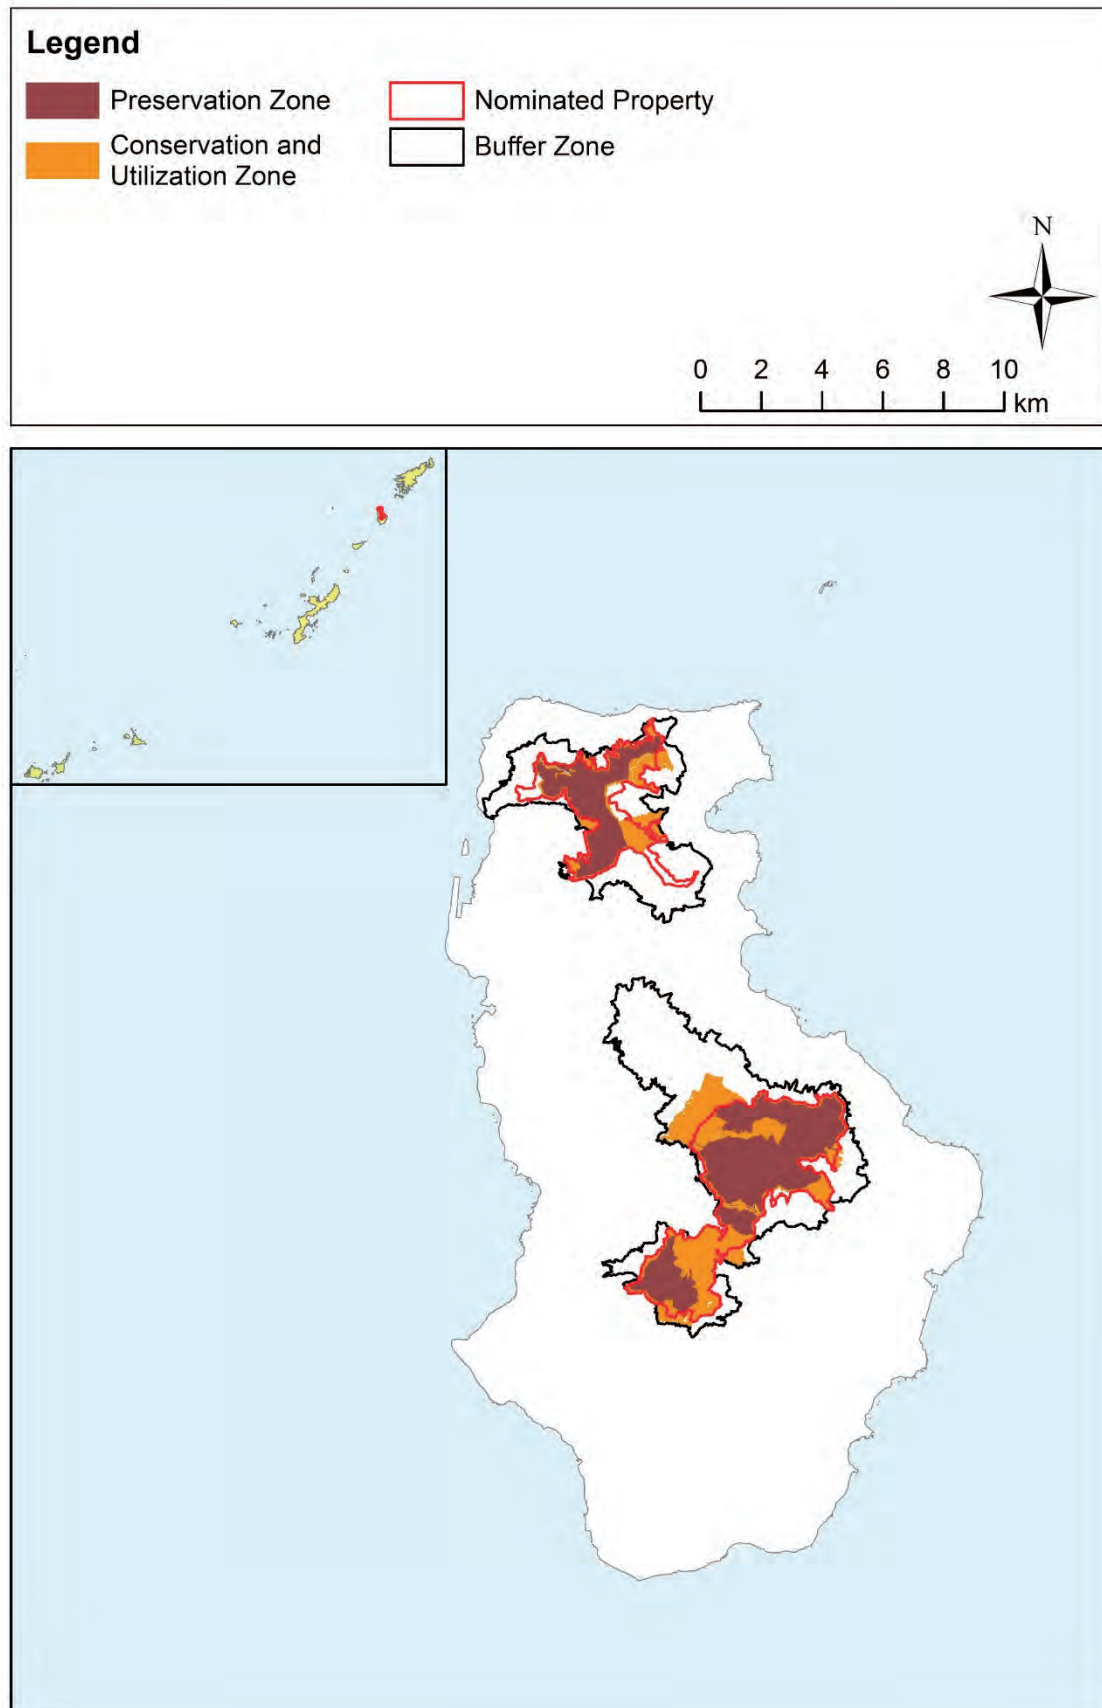 Legend
Preservation Zone
Conservation and
Utilization Zone
Nominated Property
Buffer Zone
N
0 2 4 6 8 10
km